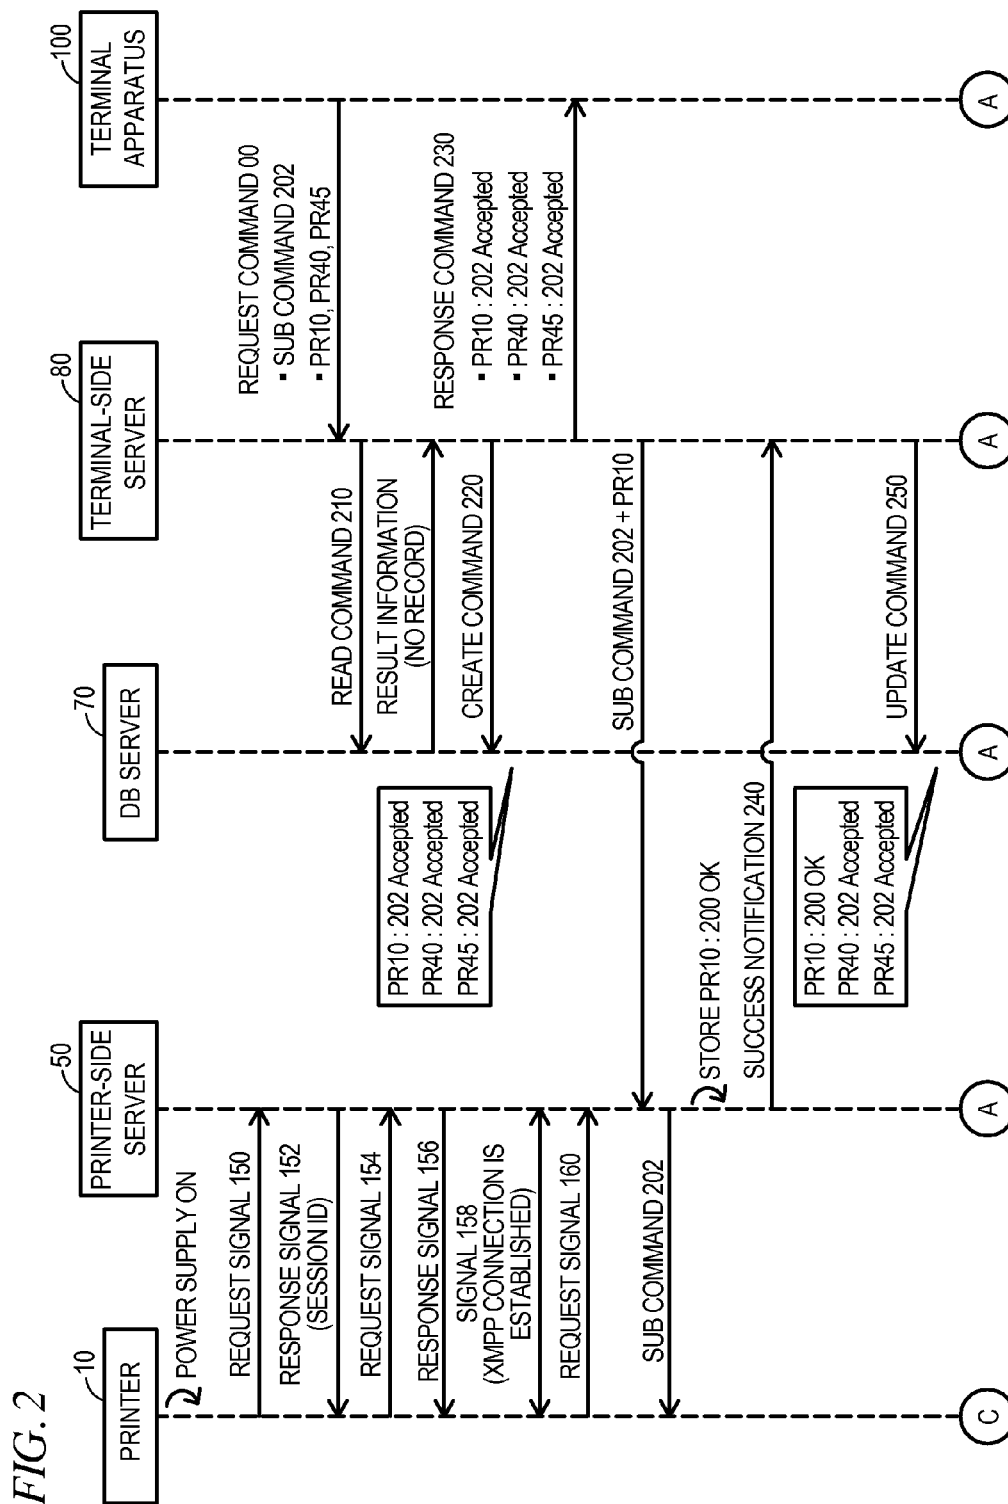 FIG. 2
10
PRINTER
50
PRINTER-SIDE
SERVER
70
DB SERVER
80
TERMINAL-SIDE
SERVER
100
TERMINAL
APPARATUS
POWER SUPPLY ON
REQUEST SIGNAL 150
RESPONSE SIGNAL 152
(SESSION ID)
REQUEST SIGNAL 154
RESPONSE SIGNAL 156
SIGNAL 158
(XMPP CONNECTION IS
ESTABLISHED)
REQUEST SIGNAL 160
REQUEST COMMAND 00
▪ SUB COMMAND 202
▪ PR10, PR40, PR45
READ COMMAND 210
RESULT INFORMATION
(NO RECORD)
CREATE COMMAND 220
PR10 : 202 Accepted
PR40 : 202 Accepted
PR45 : 202 Accepted
RESPONSE COMMAND 230
▪ PR10 : 202 Accepted
▪ PR40 : 202 Accepted
▪ PR45 : 202 Accepted
SUB COMMAND 202 + PR10
SUB COMMAND 202
STORE PR10 : 200 OK
SUCCESS NOTIFICATION 240
UPDATE COMMAND 250
PR10 : 200 OK
PR40 : 202 Accepted
PR45 : 202 Accepted
C
A
A
A
A